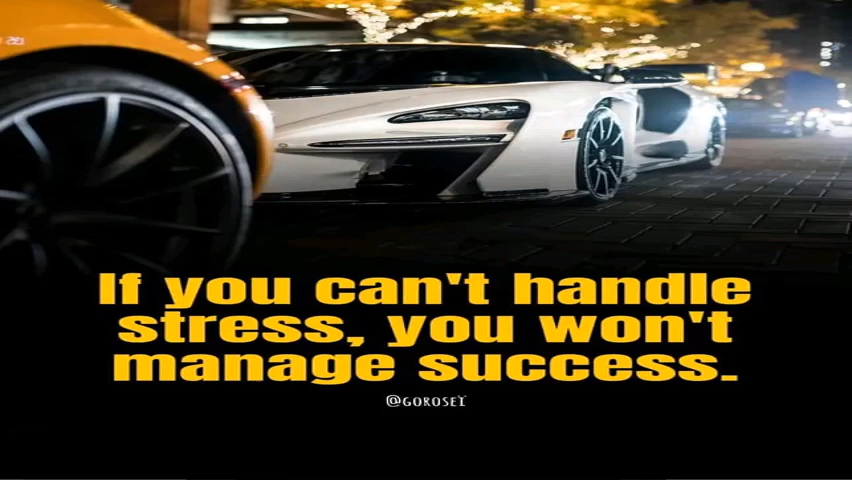 If you can't handle
stress, you won't
manage success.
@GOROSEI